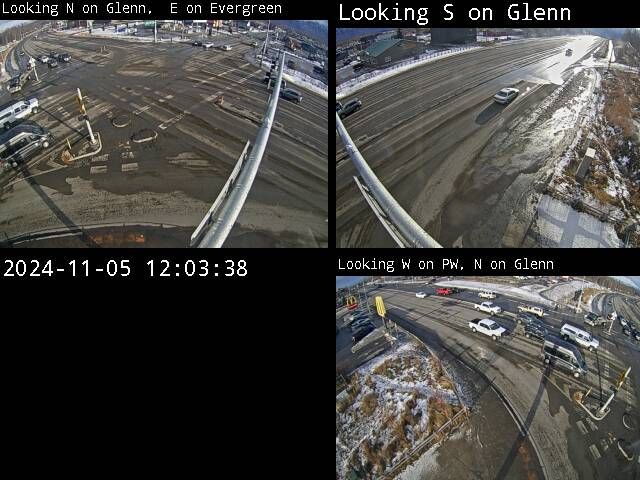 Looking N on Glenn,  E on Evergreen
Looking S on Glenn
2024-11-05 12:03:38
Looking W on PW, N on Glenn